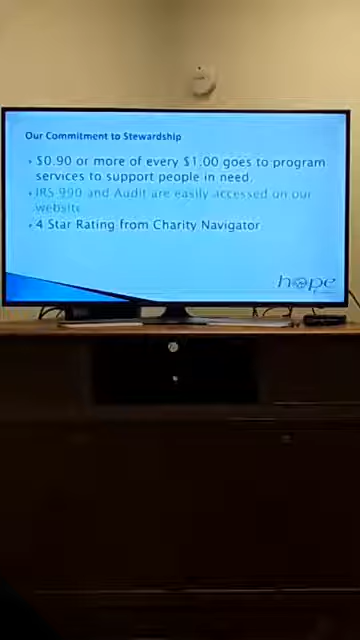 Our Commitment to Stewardship
• $0.90 or more of every $1.00 goes to program
services to support people in need.
• IRS 990 and Audit are easily accessed on our
website
• 4 Star Rating from Charity Navigator
hope